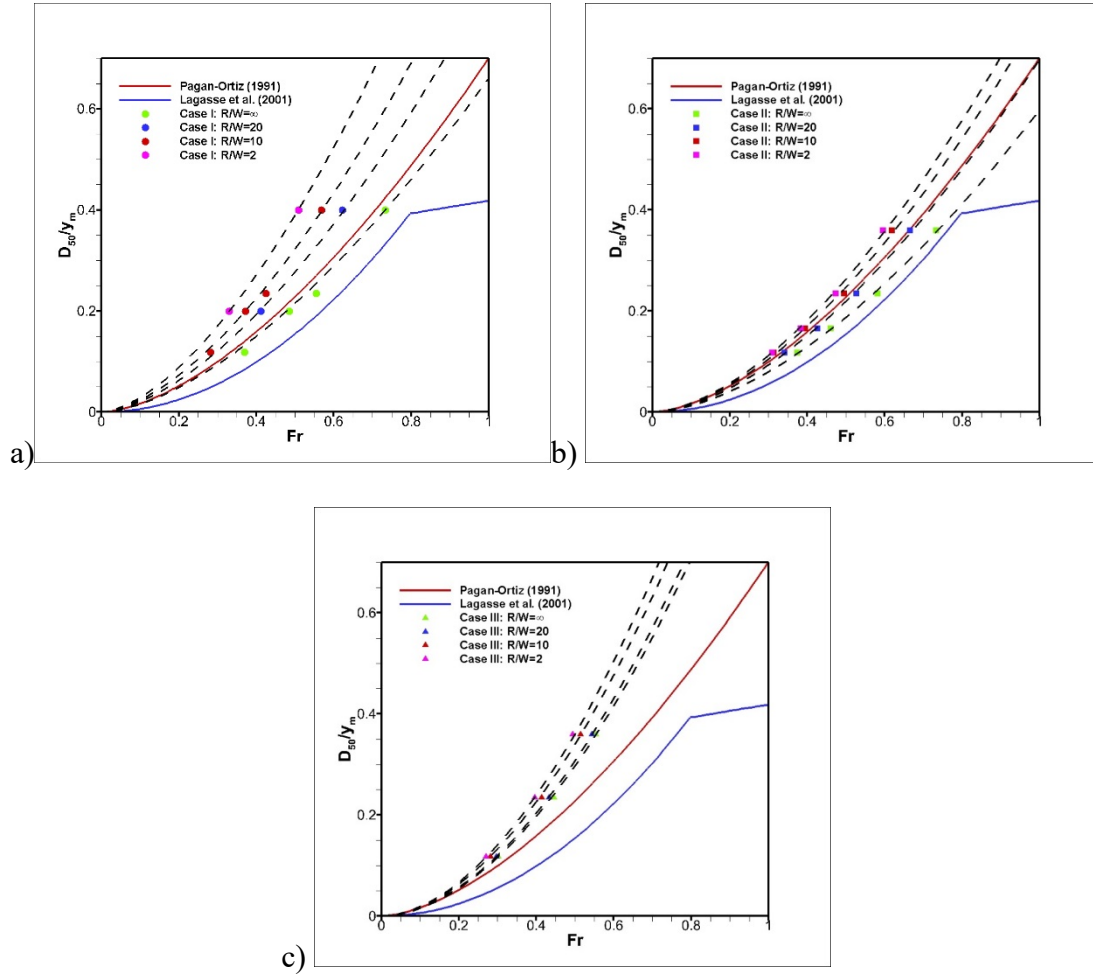 0.6
0.4
0.2
0
D₅₀/yₘ
Pagan-Ortiz (1991)
Lagasse et al. (2001)
Case I: R/W=∞
Case I: R/W=20
Case I: R/W=10
Case I: R/W=2
0 0.2 0.4 0.6 0.8 1
Fr
a)
0.6
0.4
0.2
0
D₅₀/yₘ
Pagan-Ortiz (1991)
Lagasse et al. (2001)
Case II: R/W=∞
Case II: R/W=20
Case II: R/W=10
Case II: R/W=2
0 0.2 0.4 0.6 0.8 1
Fr
b)
0.6
0.4
0.2
0
D₅₀/yₘ
Pagan-Ortiz (1991)
Lagasse et al. (2001)
Case III: R/W=∞
Case III: R/W=20
Case III: R/W=10
Case III: R/W=2
0 0.2 0.4 0.6 0.8 1
Fr
c)